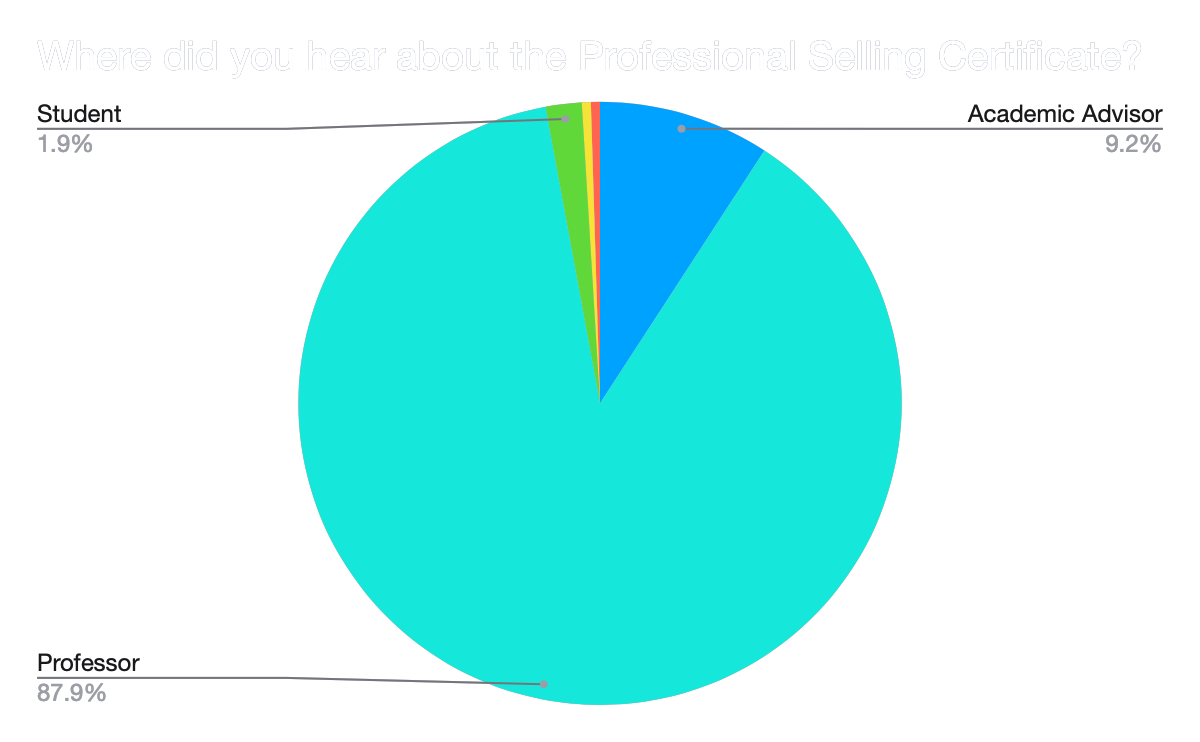 Where did you hear about the Professional Selling Certificate?
Student
1.9%
Academic Advisor
9.2%
Professor
87.9%